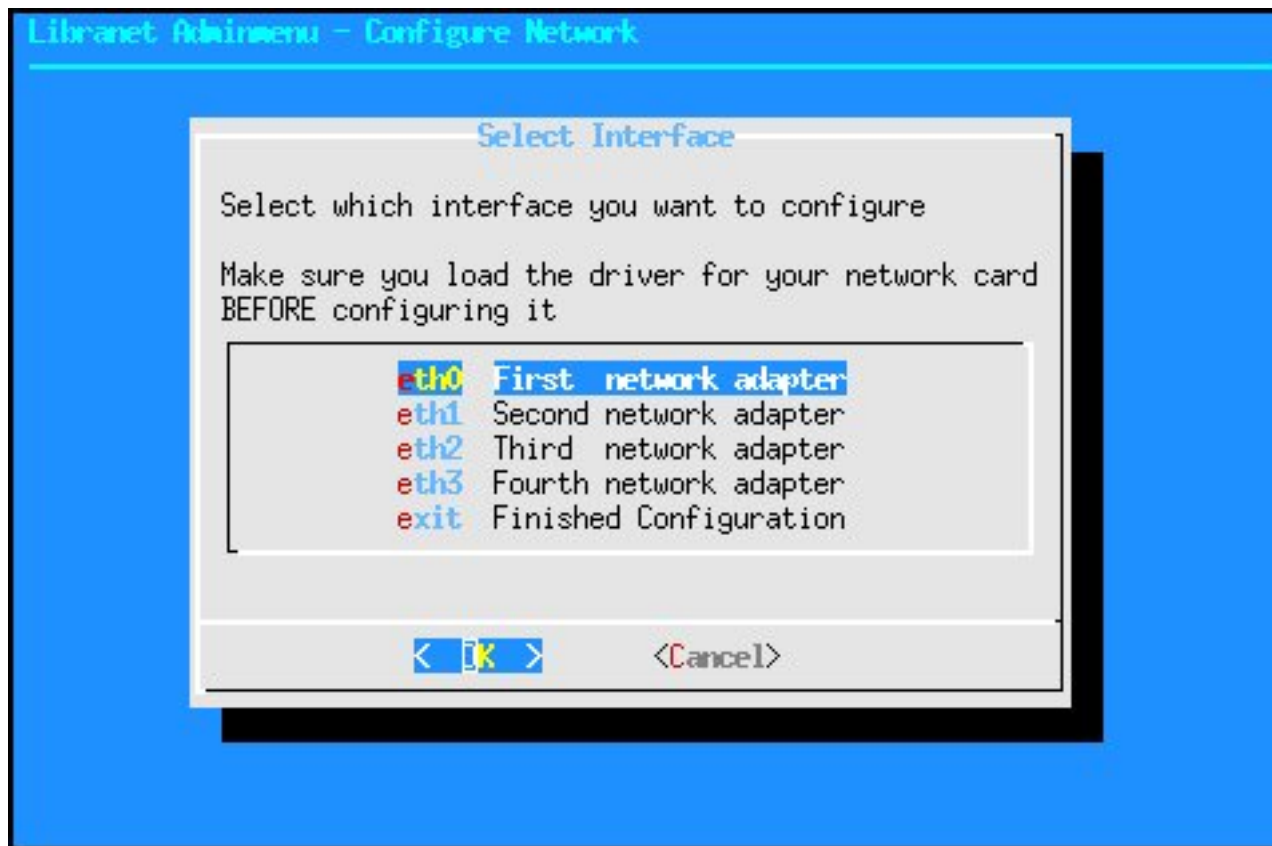 Libranet Adminmenu - Configure Network
Select Interface
Select which interface you want to configure
Make sure you load the driver for your network card
BEFORE configuring it
eth0 First network adapter
eth1 Second network adapter
eth2 Third network adapter
eth3 Fourth network adapter
exit Finished Configuration
< OK > <Cancel>